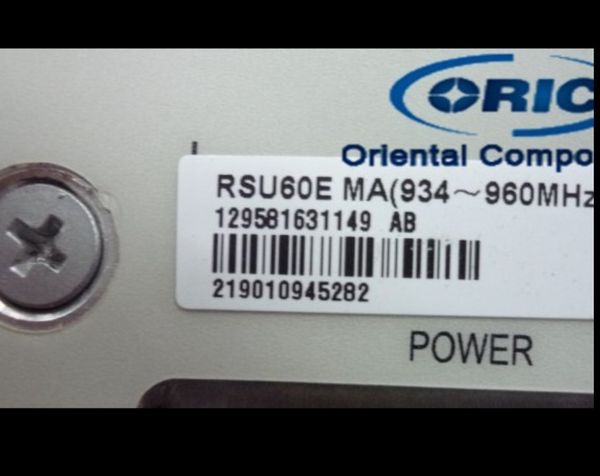 ORIC
Oriental Compo
RSU60E MA(934～960MHz
129581631149 AB
219010945282
POWER